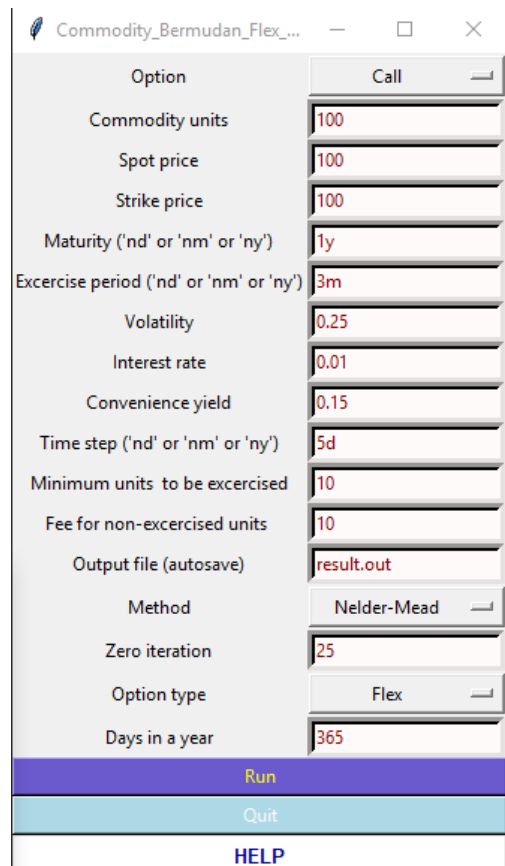 Commodity_Bermudan_Flex_...
Option Call
Commodity units 100
Spot price 100
Strike price 100
Maturity ('nd' or 'nm' or 'ny') 1y
Excercise period ('nd' or 'nm' or 'ny') 3m
Volatility 0.25
Interest rate 0.01
Convenience yield 0.15
Time step ('nd' or 'nm' or 'ny') 5d
Minimum units to be excercised 10
Fee for non-excercised units 10
Output file (autosave) result.out
Method Nelder-Mead
Zero iteration 25
Option type Flex
Days in a year 365
Run
Quit
HELP